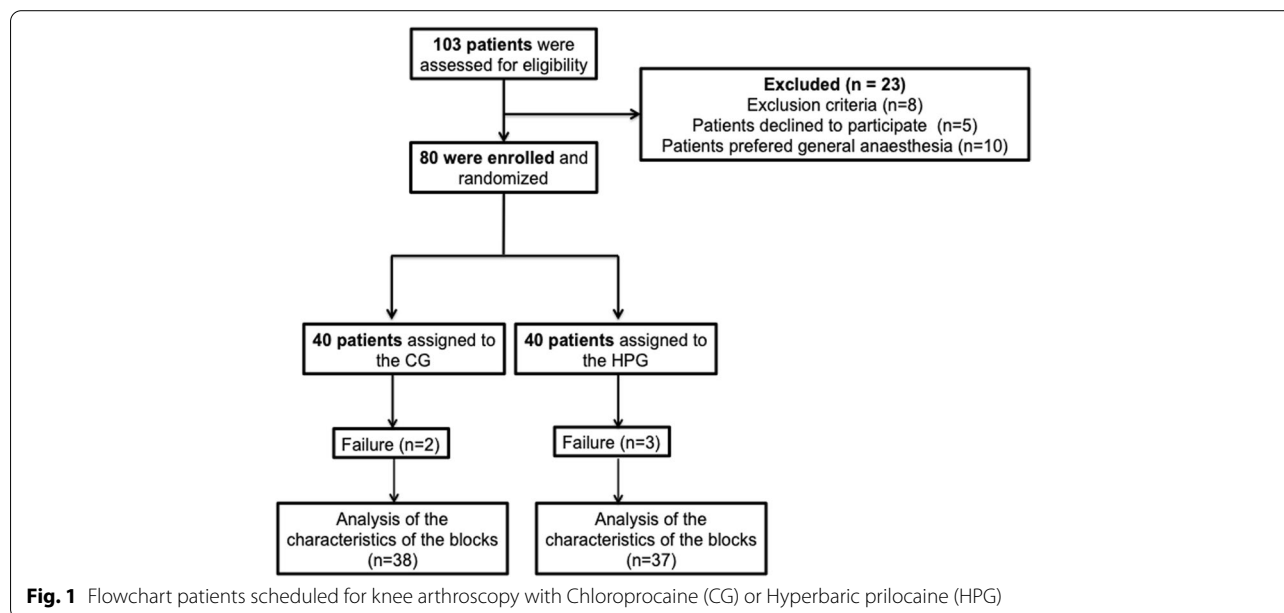 103 patients were
assessed for eligibility
Excluded (n = 23)
Exclusion criteria (n=8)
Patients declined to participate (n=5)
Patients prefered general anaesthesia (n=10)
80 were enrolled and
randomized
40 patients assigned to
the CG
40 patients assigned to
the HPG
Failure (n=2)
Failure (n=3)
Analysis of the
characteristics of the blocks
(n=38)
Analysis of the
characteristics of the blocks
(n=37)
Fig. 1 Flowchart patients scheduled for knee arthroscopy with Chloroprocaine (CG) or Hyperbaric prilocaine (HPG)